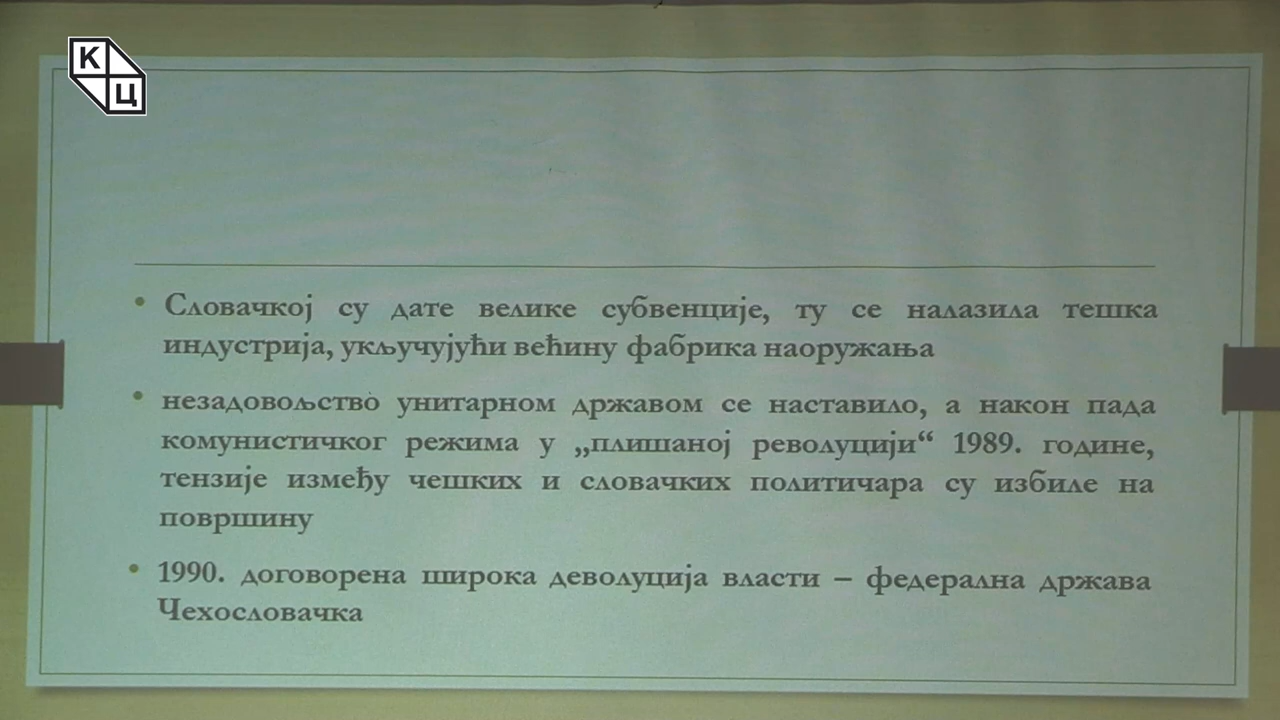 К
Ц
Словачкој су дате велике субвенције, ту се налазила тешка
индустрија, укључујући већину фабрика наоружања
незадовољство унитарном државом се наставило, а након пада
комунистичког режима у „плишаној револуцији“ 1989. године,
тензије између чешких и словачких политичара су избиле на
површину
1990. договорена широка деволуција власти – федерална држава
Чехословачка